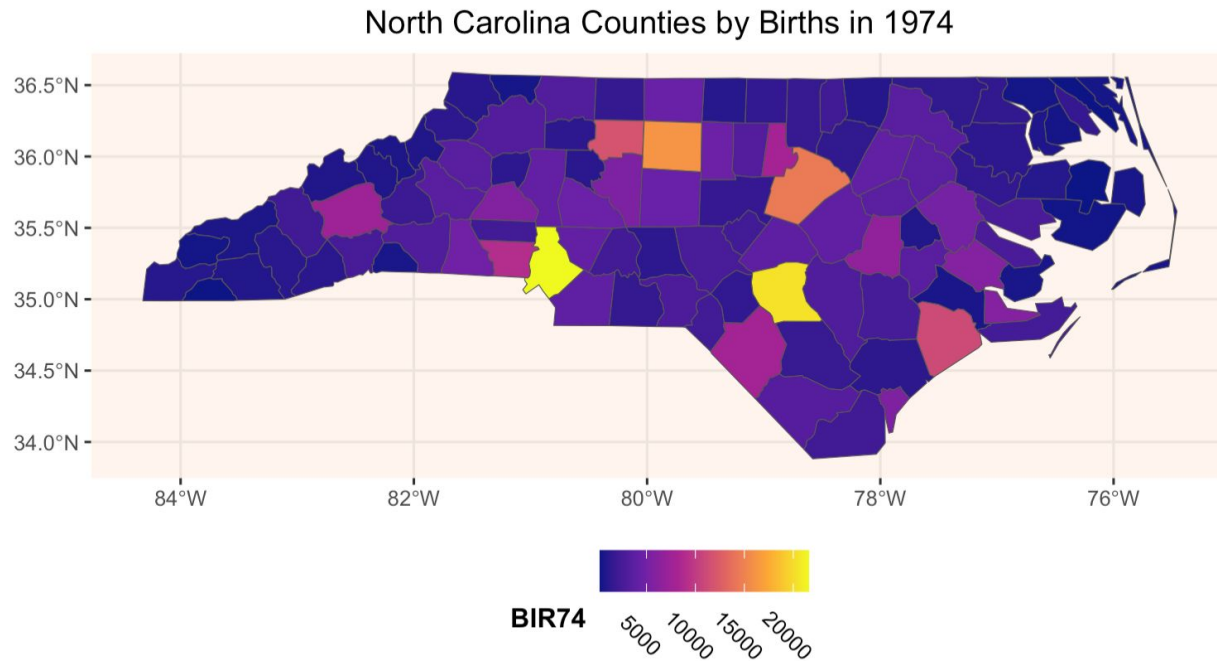 North Carolina Counties by Births in 1974
36.5°N
36.0°N
35.5°N
35.0°N
34.5°N
34.0°N
84°W 82°W 80°W 78°W 76°W
BIR74 5000 10000 15000 20000